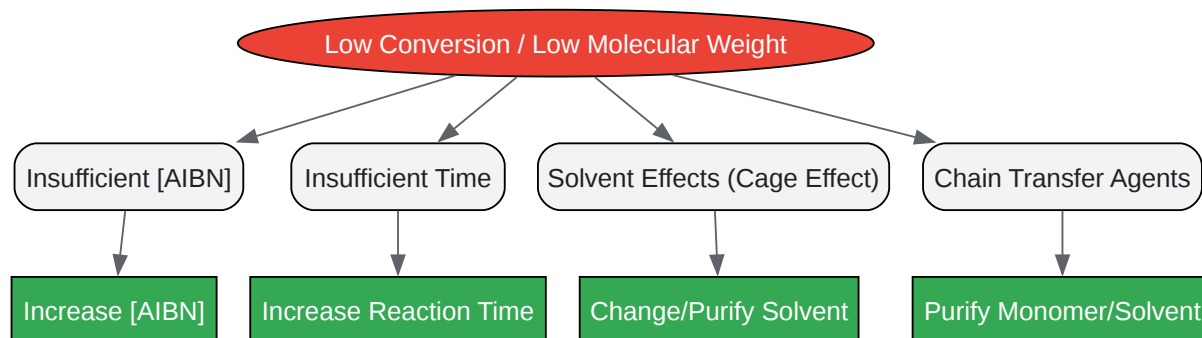 Low Conversion / Low Molecular Weight
Insufficient [AIBN]
Insufficient Time
Solvent Effects (Cage Effect)
Chain Transfer Agents
Increase [AIBN]
Increase Reaction Time
Change/Purify Solvent
Purify Monomer/Solvent